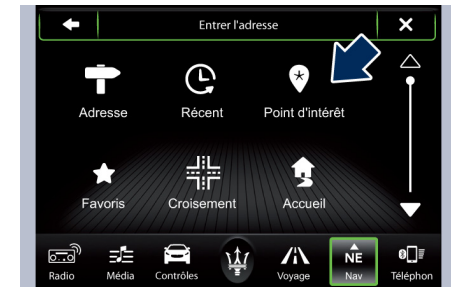 Entrer l'adresse
Adresse Récent Point d'intérêt
Favoris Croisement Accueil
NE
Radio Média Contrôles Voyage Nav Téléphon